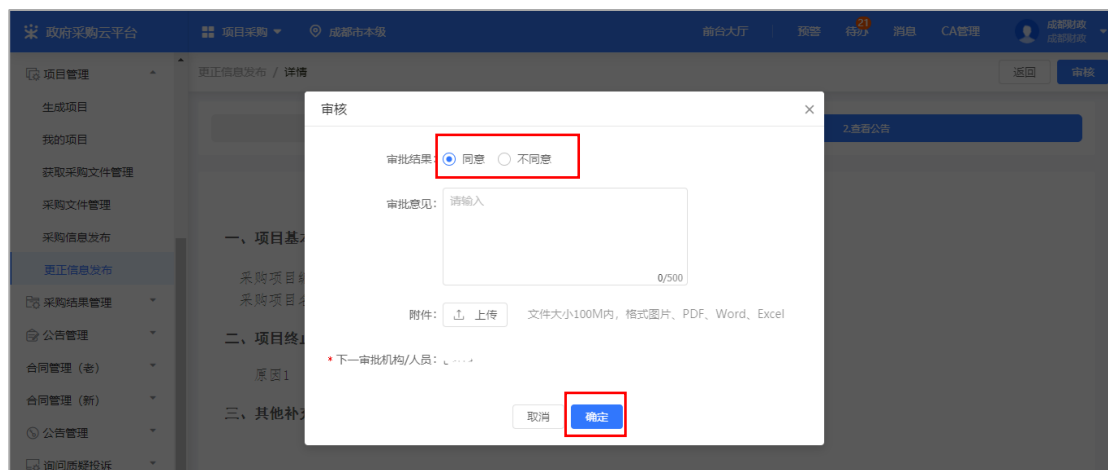 政府采购云平台
项目采购
成都市本级
前台大厅
预警
待办
21
消息
CA管理
成都财政
成都财政
项目管理
生成项目
我的项目
获取采购文件管理
采购文件管理
采购信息发布
更正信息发布
采购结果管理
公告管理
合同管理（老）
合同管理（新）
公告管理
询问质疑投诉
更正信息发布 / 详情
返回
审核
2.查看公告
一、项目基
采购项目
采购项目
二、项目终
原因1
三、其他补
审核
审批结果：
同意
不同意
审批意见：
请输入
0/500
附件：
上传
文件大小100M内，格式图片、PDF、Word、Excel
* 下一审批机构/人员：
取消
确定